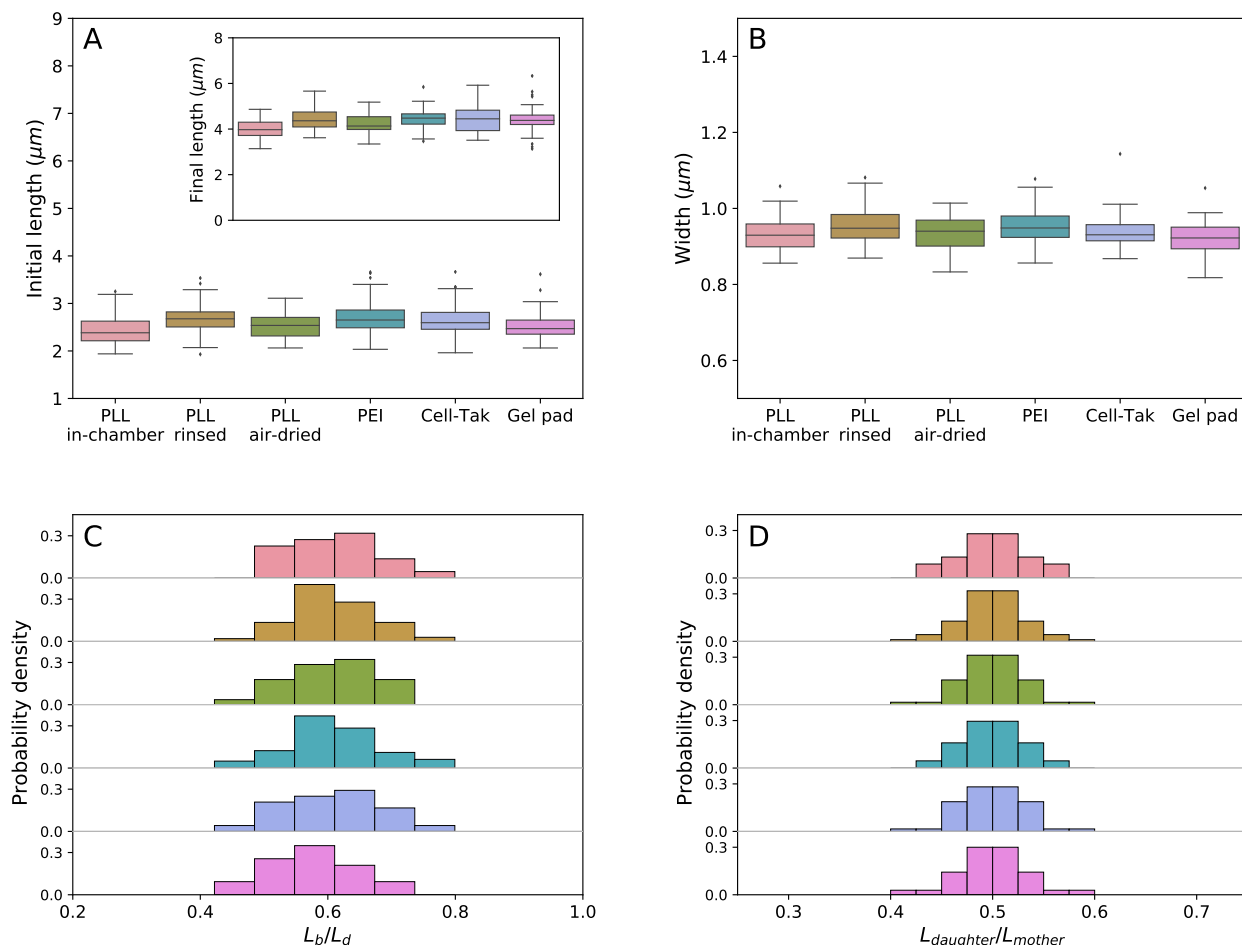 A
9
8
7
6
5
4
3
2
1
Initial length (μm)
8
6
4
2
0
Final length (μm)
PLL
in-chamber
PLL
rinsed
PLL
air-dried
PEI
Cell-Tak
Gel pad
B
1.4
1.2
1.0
0.8
0.6
Width (μm)
PLL
in-chamber
PLL
rinsed
PLL
air-dried
PEI
Cell-Tak
Gel pad
C
Probability density
0.3
0.0
0.3
0.0
0.3
0.0
0.3
0.0
0.3
0.0
0.3
0.0
0.2 0.4 0.6 0.8 1.0
L_b/L_d
D
Probability density
0.3
0.0
0.3
0.0
0.3
0.0
0.3
0.0
0.3
0.0
0.3
0.0
0.3 0.4 0.5 0.6 0.7
L_daughter/L_mother